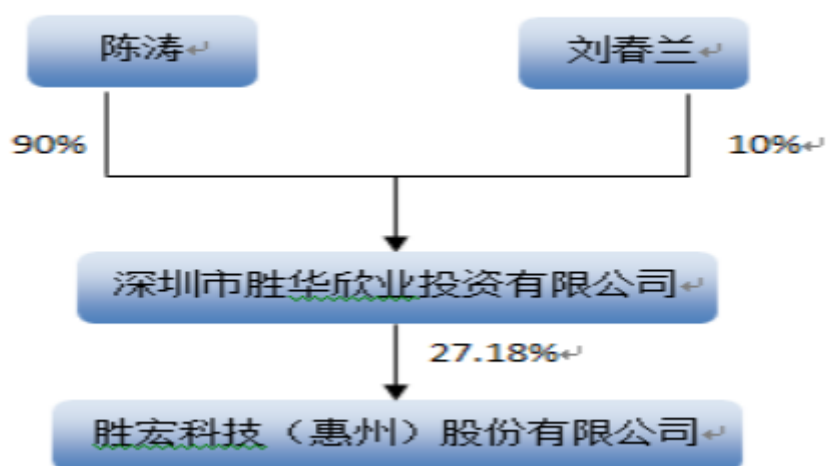 陈涛
刘春兰
90%
10%
深圳市胜华欣业投资有限公司
27.18%
胜宏科技（惠州）股份有限公司